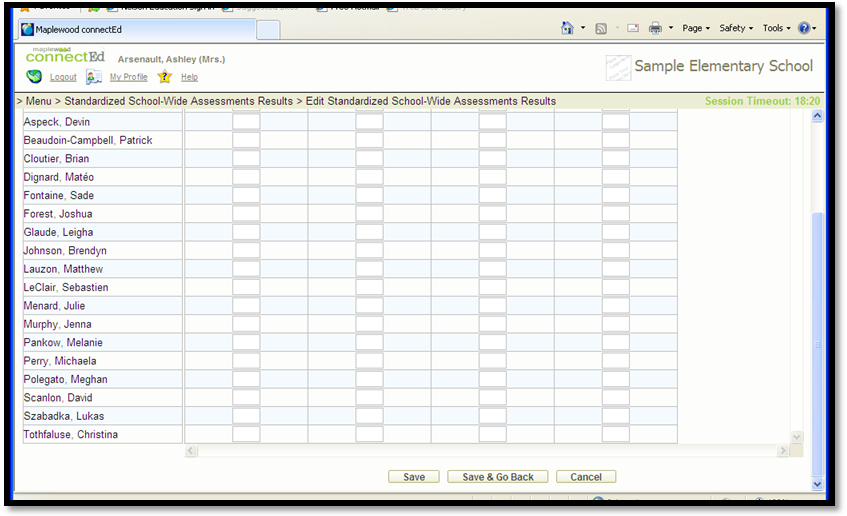 Maplewood connectEd
Page
Safety
Tools
maplewood
connectEd
Arsenault, Ashley (Mrs.)
Logout
My Profile
Help
Sample Elementary School
> Menu > Standardized School-Wide Assessments Results > Edit Standardized School-Wide Assessments Results
Session Timeout: 18:20
Aspeck, Devin
Beaudoin-Campbell, Patrick
Cloutier, Brian
Dignard, Matéo
Fontaine, Sade
Forest, Joshua
Glaude, Leigha
Johnson, Brendyn
Lauzon, Matthew
LeClair, Sebastien
Menard, Julie
Murphy, Jenna
Pankow, Melanie
Perry, Michaela
Polegato, Meghan
Scanlon, David
Szabadka, Lukas
Tothfaluse, Christina
Save
Save & Go Back
Cancel